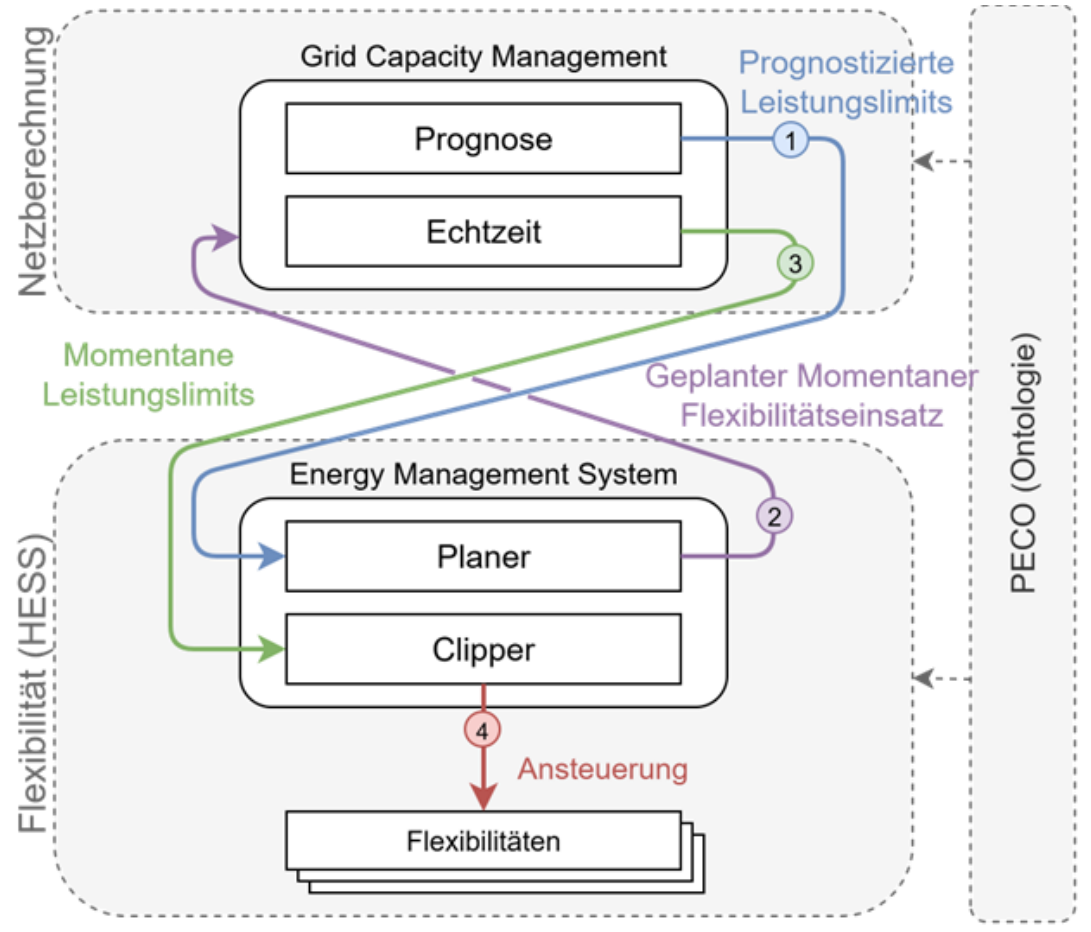 Netzberechnung
Grid Capacity Management
Prognose
Echtzeit
Prognostizierte
Leistungslimits
1
3
Momentane
Leistungslimits
Geplanter Momentaner
Flexibilitätseinsatz
2
Flexibilität (HESS)
Energy Management System
Planer
Clipper
4
Ansteuerung
Flexibilitäten
PECO (Ontologie)